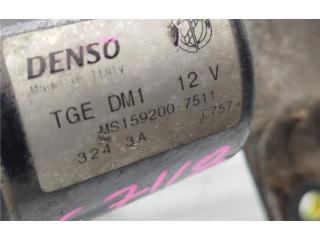 DENSO
Made in Italy
TGE DM1 12 V
MS159200-7511
324 3A C757